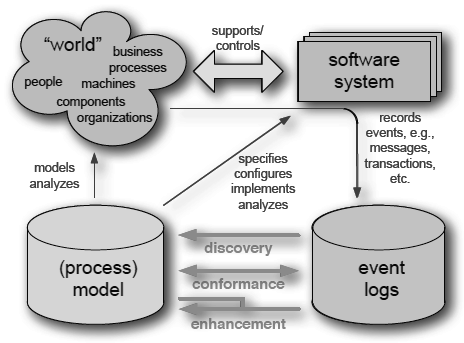 “world”
business
processes
people
machines
components
organizations
supports/
controls
software
system
records
events, e.g.,
messages,
transactions,
etc.
models
analyzes
specifies
configures
implements
analyzes
(process)
model
discovery
conformance
enhancement
event
logs